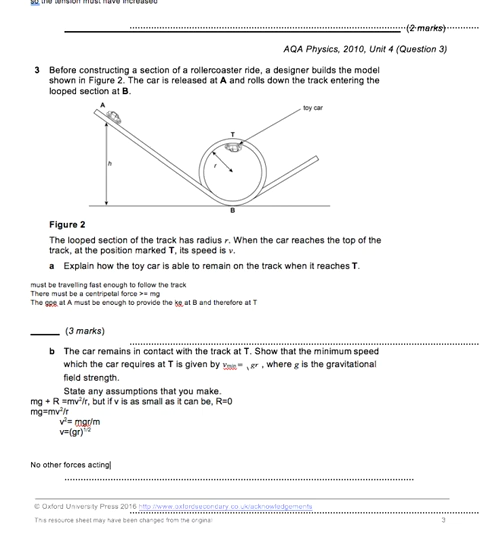 so the tension must have increased
(2 marks)
AQA Physics, 2010, Unit 4 (Question 3)
3 Before constructing a section of a rollercoaster ride, a designer builds the model
shown in Figure 2. The car is released at A and rolls down the track entering the
looped section at B.
A
toy car
T
h
r
B
Figure 2
The looped section of the track has radius r. When the car reaches the top of the
track, at the position marked T, its speed is v.
a Explain how the toy car is able to remain on the track when it reaches T.
must be travelling fast enough to follow the track
There must be a centripetal force >= mg
The gpe at A must be enough to provide the ke at B and therefore at T
(3 marks)
b The car remains in contact with the track at T. Show that the minimum speed
which the car requires at T is given by vmin = √gr , where g is the gravitational
field strength.
State any assumptions that you make.
mg + R =mv²/r, but if v is as small as it can be, R=0
mg=mv²/r
v²= mgr/m
v=(gr)^1/2
No other forces acting
© Oxford University Press 2016 http://www.oxfordsecondary.co.uk/acknowledgements
This resource sheet may have been changed from the original
3